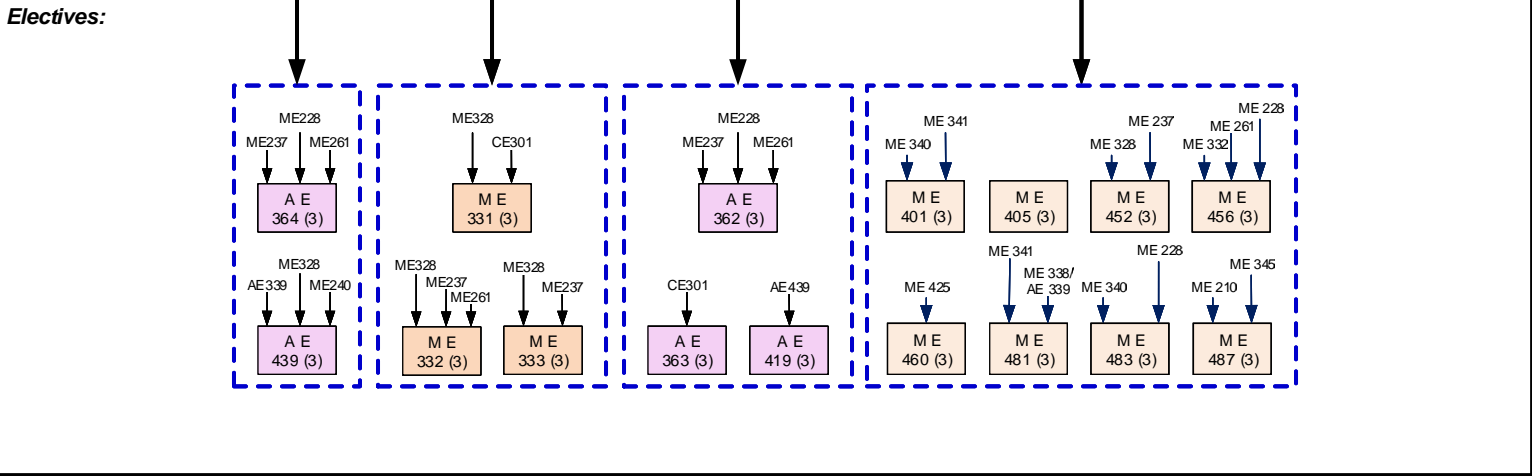 Electives:
ME228
ME237 ME261
A E
364 (3)
ME328
AE339 ME240
A E
439 (3)
ME328
CE301
M E
331 (3)
ME328
ME237
ME261
M E
332 (3)
ME328
ME237
M E
333 (3)
ME228
ME237 ME261
A E
362 (3)
CE301
A E
363 (3)
AE439
A E
419 (3)
ME 341
ME 340
M E
401 (3)
M E
405 (3)
ME 237
ME 328
M E
452 (3)
ME 228
ME 261
ME 332
M E
456 (3)
ME 425
M E
460 (3)
ME 341
ME 338/
AE 339
M E
481 (3)
ME 228
ME 340
M E
483 (3)
ME 345
ME 210
M E
487 (3)